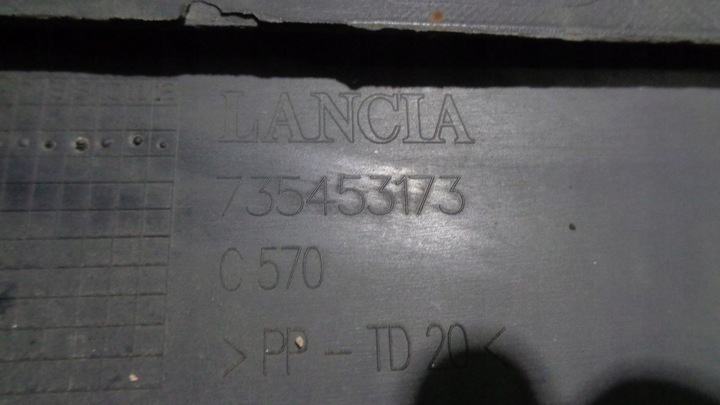 LANCIA
735453173
C 570
> PP - TD 20 <